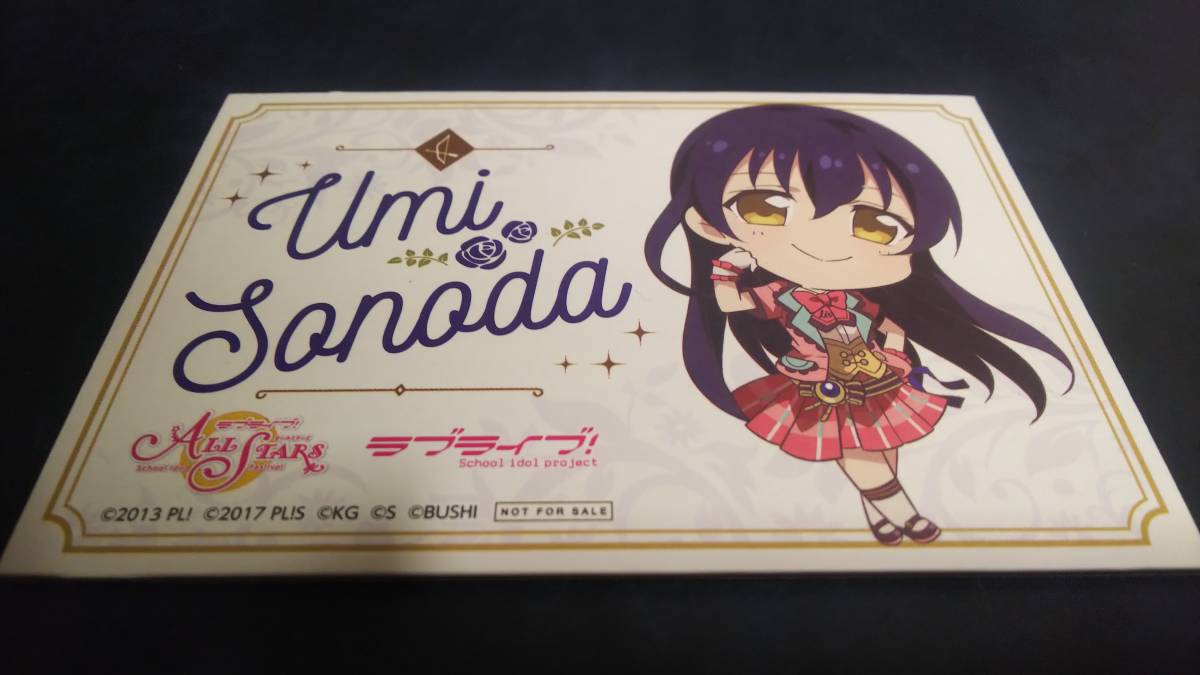 Umi
Sonoda
ラブライブ!
ALL STARS
School idol festival
ラブライブ!
School idol project
©2013 PL! ©2017 PL!S ©KG ©S ©BUSHI NOT FOR SALE